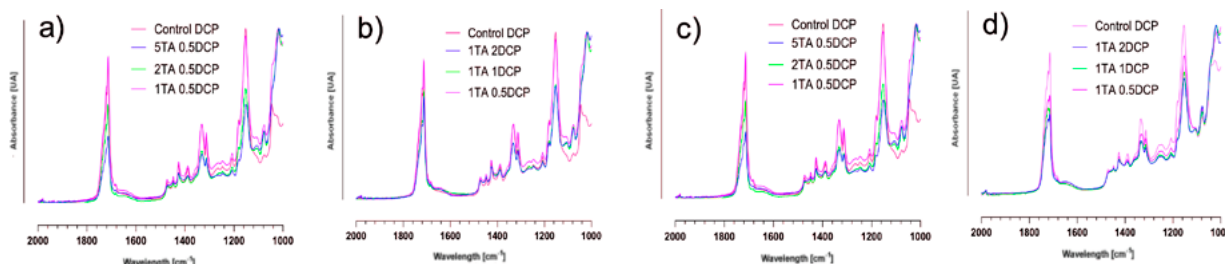 a)
Control DCP
5TA 0.5DCP
2TA 0.5DCP
1TA 0.5DCP
Absorbance [UA]
2000 1800 1600 1400 1200 1000
Wavelength [cm-1]
b)
Control DCP
1TA 2DCP
1TA 1DCP
1TA 0.5DCP
Absorbance [UA]
2000 1800 1600 1400 1200 1000
Wavelength [cm-1]
c)
Control DCP
5TA 0.5DCP
2TA 0.5DCP
1TA 0.5DCP
Absorbance [UA]
2000 1800 1600 1400 1200 1000
Wavelength [cm-1]
d)
Control DCP
1TA 2DCP
1TA 1DCP
1TA 0.5DCP
Absorbance [UA]
2000 1800 1600 1400 1200 100
Wavelength [cm-1]